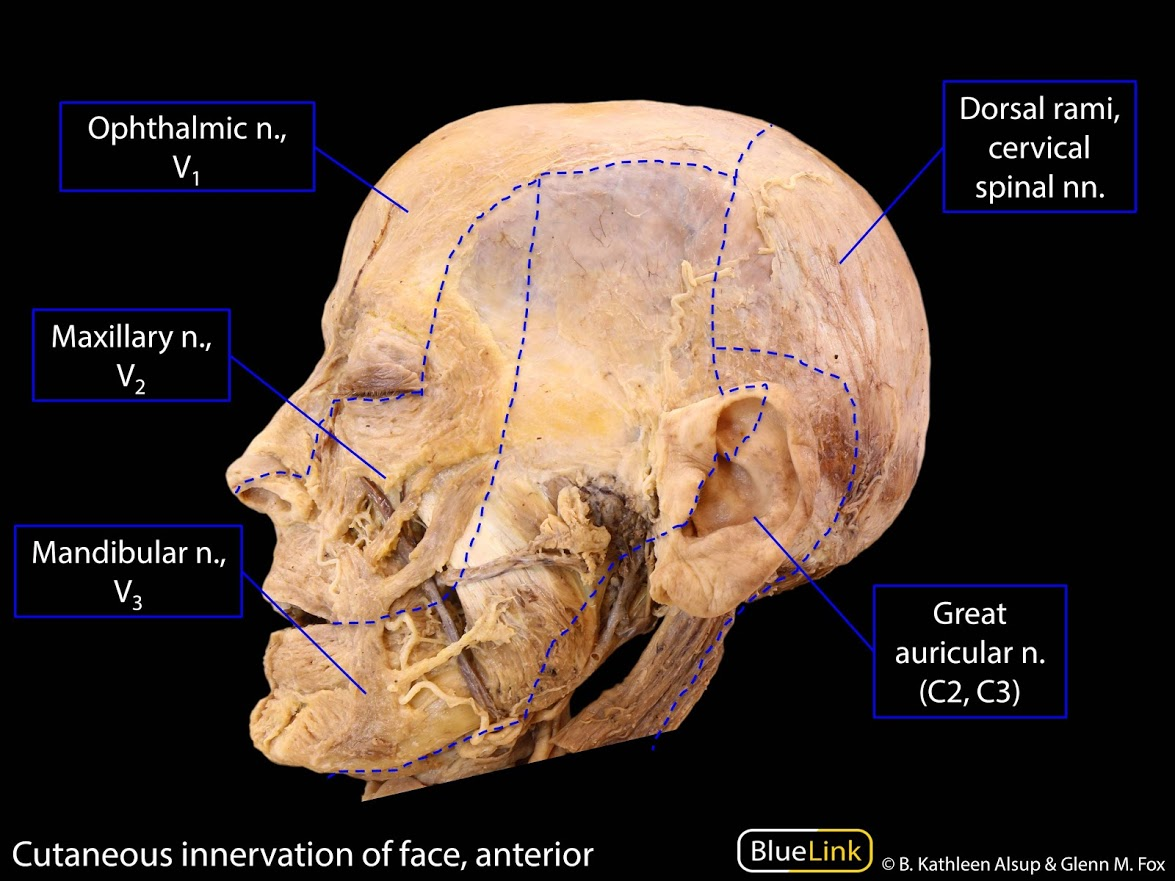 Ophthalmic n.,
V₁
Dorsal rami,
cervical
spinal nn.
Maxillary n.,
V₂
Mandibular n.,
V₃
Great
auricular n.
(C2, C3)
Cutaneous innervation of face, anterior
BlueLink
© B. Kathleen Alsup & Glenn M. Fox